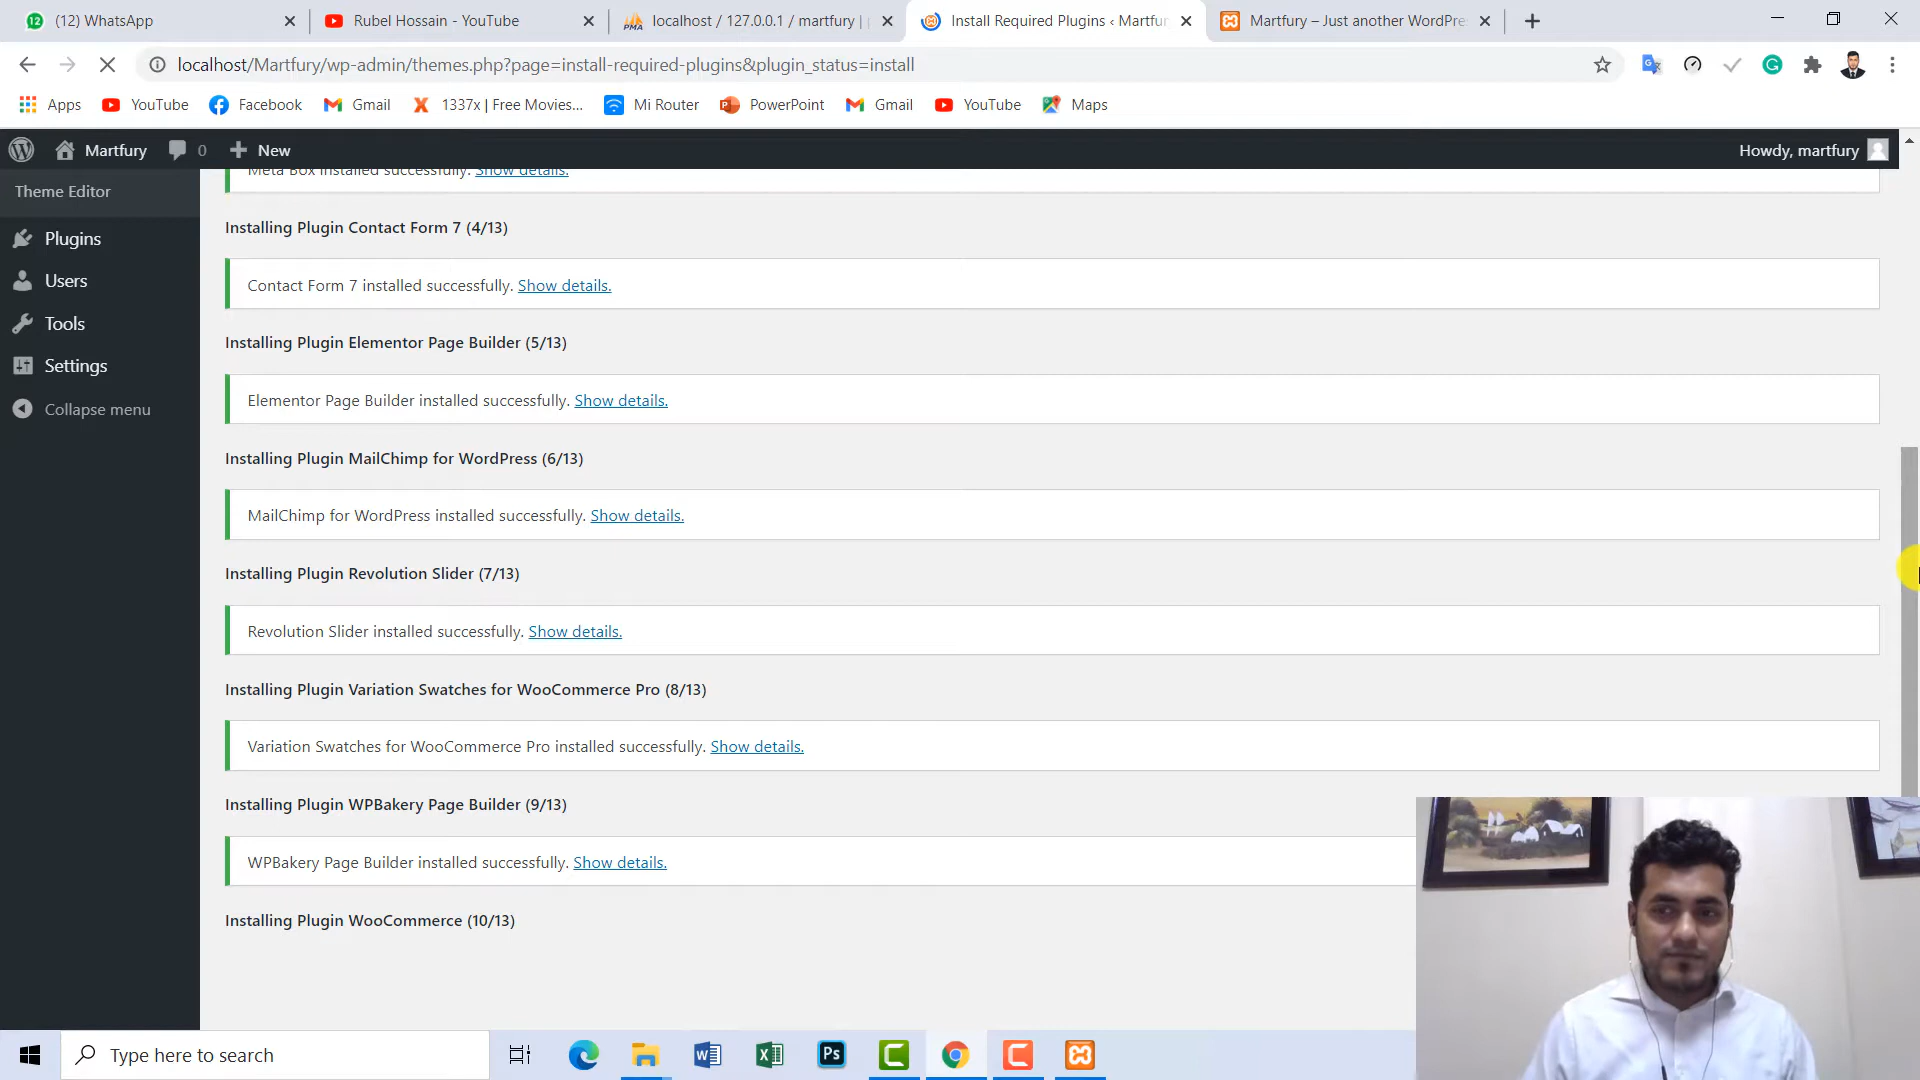 (12) WhatsApp
Rubel Hossain - YouTube
localhost / 127.0.0.1 / martfury |
Install Required Plugins ‹ Martfur
Martfury – Just another WordPre
localhost/Martfury/wp-admin/themes.php?page=install-required-plugins&plugin_status=install
Apps
YouTube
Facebook
Gmail
1337x | Free Movies...
Mi Router
PowerPoint
Gmail
YouTube
Maps
Martfury
0
New
Howdy, martfury
Meta Box installed successfully. Show details.
Theme Editor
Plugins
Users
Tools
Settings
Collapse menu
Installing Plugin Contact Form 7 (4/13)
Contact Form 7 installed successfully. Show details.
Installing Plugin Elementor Page Builder (5/13)
Elementor Page Builder installed successfully. Show details.
Installing Plugin MailChimp for WordPress (6/13)
MailChimp for WordPress installed successfully. Show details.
Installing Plugin Revolution Slider (7/13)
Revolution Slider installed successfully. Show details.
Installing Plugin Variation Swatches for WooCommerce Pro (8/13)
Variation Swatches for WooCommerce Pro installed successfully. Show details.
Installing Plugin WPBakery Page Builder (9/13)
WPBakery Page Builder installed successfully. Show details.
Installing Plugin WooCommerce (10/13)
Type here to search